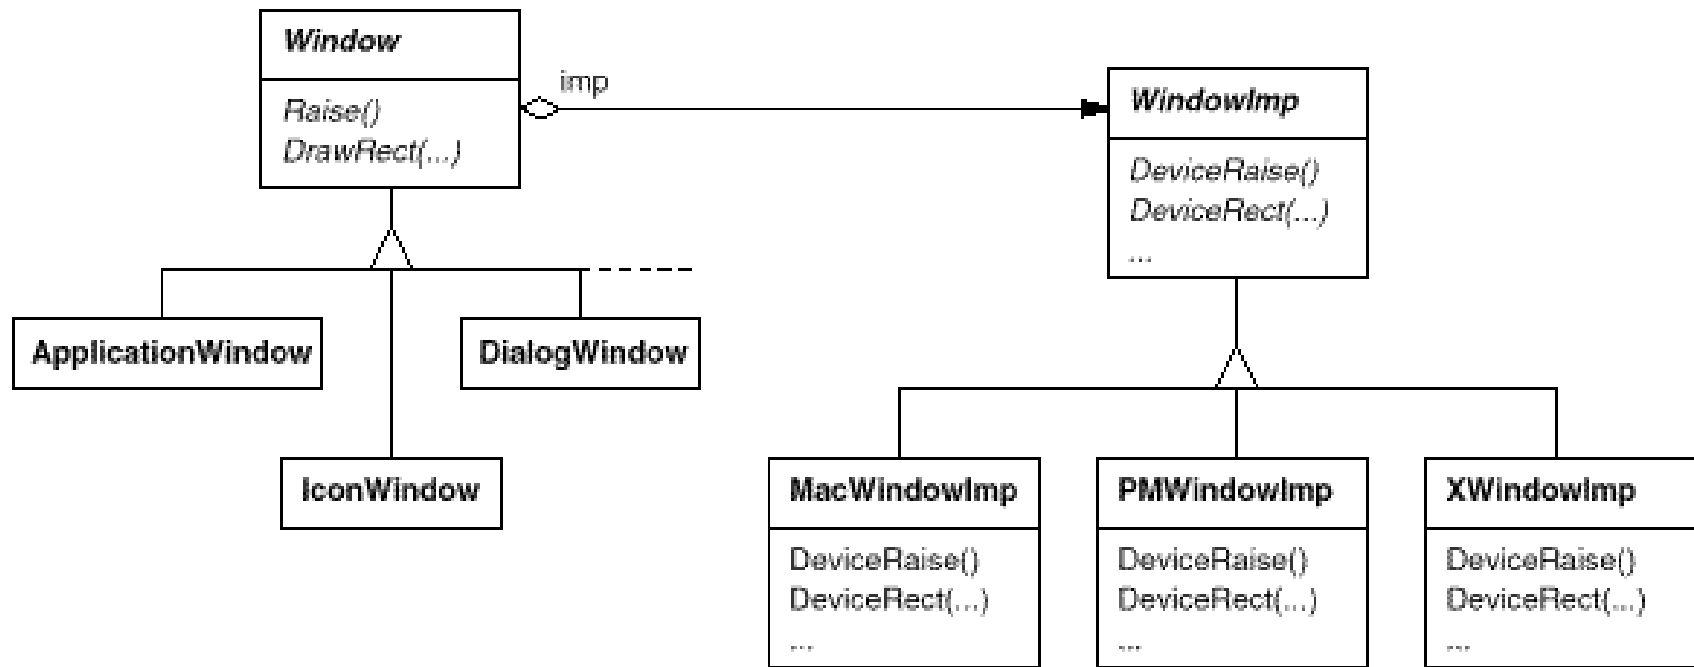 Window
Raise()
DrawRect(...)
imp
WindowImp
DeviceRaise()
DeviceRect(...)
...
ApplicationWindow
DialogWindow
IconWindow
MacWindowImp
DeviceRaise()
DeviceRect(...)
...
PMWindowImp
DeviceRaise()
DeviceRect(...)
...
XWindowImp
DeviceRaise()
DeviceRect(...)
...